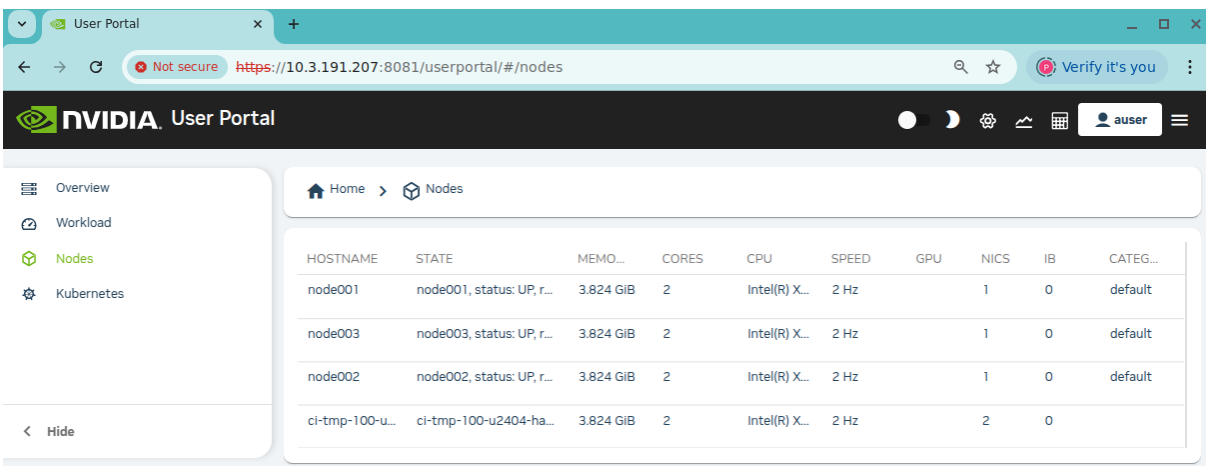 User Portal
Not secure https://10.3.191.207:8081/userportal/#/nodes Verify it's you
NVIDIA. User Portal auser
Overview
Workload
Nodes
Kubernetes
Hide
Home > Nodes
HOSTNAME STATE MEMO... CORES CPU SPEED GPU NICS IB CATEG...
node001 node001, status: UP, r... 3.824 GiB 2 Intel(R) X... 2 Hz 1 0 default
node003 node003, status: UP, r... 3.824 GiB 2 Intel(R) X... 2 Hz 1 0 default
node002 node002, status: UP, r... 3.824 GiB 2 Intel(R) X... 2 Hz 1 0 default
ci-tmp-100-u... ci-tmp-100-u2404-ha... 3.824 GiB 2 Intel(R) X... 2 Hz 2 0